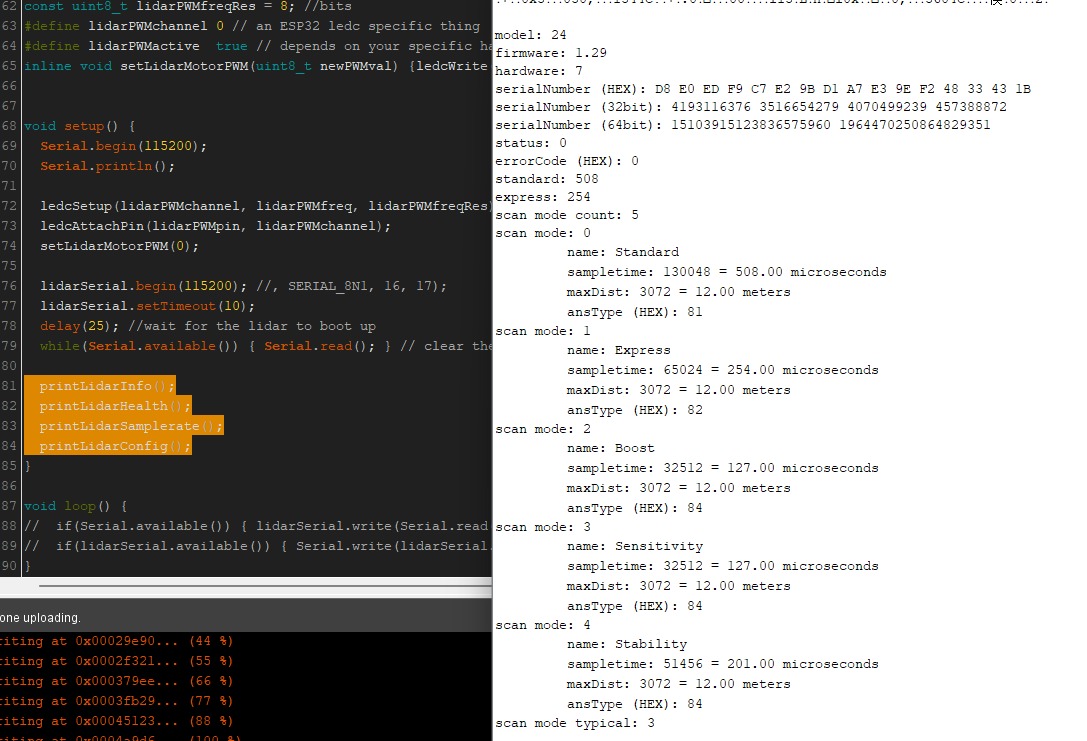 62 const uint8_t lidarPWMfreqRes = 8; //bits
63 #define lidarPWMchannel 0 // an ESP32 ledc specific thing
64 #define lidarPWMactive  true // depends on your specific ha
65 inline void setLidarMotorPWM(uint8_t newPWMval) {ledcWrite
66
67
68 void setup() {
69   Serial.begin(115200);
70   Serial.println();
71
72   ledcSetup(lidarPWMchannel, lidarPWMfreq, lidarPWMfreqRes)
73   ledcAttachPin(lidarPWMpin, lidarPWMchannel);
74   setLidarMotorPWM(0);
75
76   lidarSerial.begin(115200); //, SERIAL_8N1, 16, 17);
77   lidarSerial.setTimeout(10);
78   delay(25); //wait for the lidar to boot up
79   while(Serial.available()) { Serial.read(); } // clear the
80
81   printLidarInfo();
82   printLidarHealth();
83   printLidarSamplerate();
84   printLidarConfig();
85 }
86
87 void loop() {
88 //  if(Serial.available()) { lidarSerial.write(Serial.read
89 //  if(lidarSerial.available()) { Serial.write(lidarSerial.
90 }
one uploading.
riting at 0x00029e90... (44 %)
riting at 0x0002f321... (55 %)
riting at 0x000379ee... (66 %)
riting at 0x0003fb29... (77 %)
riting at 0x00045123... (88 %)
riting at 0x0004a9d6... (100 %)
model: 24
firmware: 1.29
hardware: 7
serialNumber (HEX): D8 E0 ED F9 C7 E2 9B D1 A7 E3 9E F2 48 33 43 1B
serialNumber (32bit): 4193116376 3516654279 4070499239 457388872
serialNumber (64bit): 15103915123836575960 1964470250864829351
status: 0
errorCode (HEX): 0
standard: 508
express: 254
scan mode count: 5
scan mode: 0
name: Standard
sampletime: 130048 = 508.00 microseconds
maxDist: 3072 = 12.00 meters
ansType (HEX): 81
scan mode: 1
name: Express
sampletime: 65024 = 254.00 microseconds
maxDist: 3072 = 12.00 meters
ansType (HEX): 82
scan mode: 2
name: Boost
sampletime: 32512 = 127.00 microseconds
maxDist: 3072 = 12.00 meters
ansType (HEX): 84
scan mode: 3
name: Sensitivity
sampletime: 32512 = 127.00 microseconds
maxDist: 3072 = 12.00 meters
ansType (HEX): 84
scan mode: 4
name: Stability
sampletime: 51456 = 201.00 microseconds
maxDist: 3072 = 12.00 meters
ansType (HEX): 84
scan mode typical: 3